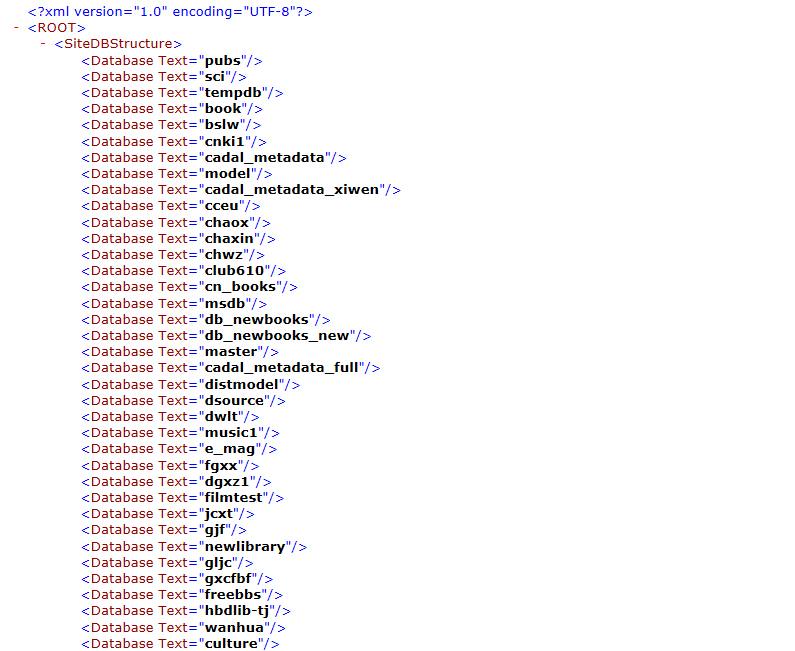 <?xml version="1.0" encoding="UTF-8"?>
- <ROOT>
- <SiteDBStructure>
<Database Text="pubs"/>
<Database Text="sci"/>
<Database Text="tempdb"/>
<Database Text="book"/>
<Database Text="bslw"/>
<Database Text="cnki1"/>
<Database Text="cadal_metadata"/>
<Database Text="model"/>
<Database Text="cadal_metadata_xiwen"/>
<Database Text="cceu"/>
<Database Text="chaox"/>
<Database Text="chaxin"/>
<Database Text="chwz"/>
<Database Text="club610"/>
<Database Text="cn_books"/>
<Database Text="msdb"/>
<Database Text="db_newbooks"/>
<Database Text="db_newbooks_new"/>
<Database Text="master"/>
<Database Text="cadal_metadata_full"/>
<Database Text="distmodel"/>
<Database Text="dsource"/>
<Database Text="dwlt"/>
<Database Text="music1"/>
<Database Text="e_mag"/>
<Database Text="fgxx"/>
<Database Text="dgxz1"/>
<Database Text="filmtest"/>
<Database Text="jcxt"/>
<Database Text="gjf"/>
<Database Text="newlibrary"/>
<Database Text="gljc"/>
<Database Text="gxcfbf"/>
<Database Text="freebbs"/>
<Database Text="hbdlib-tj"/>
<Database Text="wanhua"/>
<Database Text="culture"/>